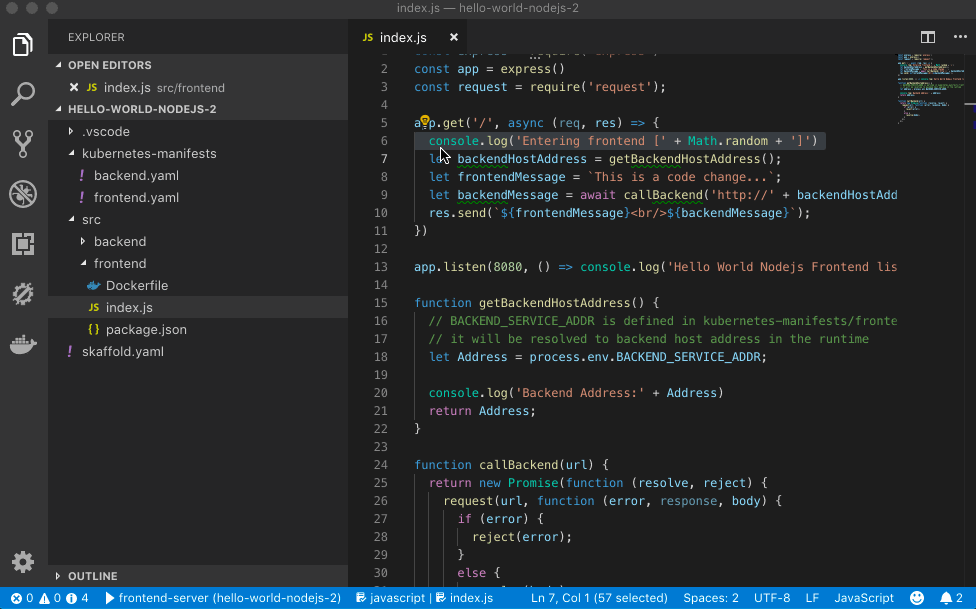 index.js — hello-world-nodejs-2
EXPLORER
OPEN EDITORS
JS index.js src/frontend
HELLO-WORLD-NODEJS-2
.vscode
kubernetes-manifests
! backend.yaml
! frontend.yaml
src
backend
frontend
Dockerfile
JS index.js
{} package.json
! skaffold.yaml
OUTLINE
JS index.js
2 const app = express()
3 const request = require('request');
4
5 app.get('/', async (req, res) => {
6 console.log('Entering frontend [' + Math.random + ']')
7 let backendHostAddress = getBackendHostAddress();
8 let frontendMessage = `This is a code change...`;
9 let backendMessage = await callBackend('http://' + backendHostAdd
10 res.send(`${frontendMessage}<br/>${backendMessage}`);
11 })
12
13 app.listen(8080, () => console.log('Hello World Nodejs Frontend lis
14
15 function getBackendHostAddress() {
16 // BACKEND_SERVICE_ADDR is defined in kubernetes-manifests/fronte
17 // it will be resolved to backend host address in the runtime
18 let Address = process.env.BACKEND_SERVICE_ADDR;
19
20 console.log('Backend Address:' + Address)
21 return Address;
22 }
23
24 function callBackend(url) {
25 return new Promise(function (resolve, reject) {
26 request(url, function (error, response, body) {
27 if (error) {
28 reject(error);
29 }
30 else {
0 0 4 frontend-server (hello-world-nodejs-2) javascript | index.js Ln 7, Col 1 (57 selected) Spaces: 2 UTF-8 LF JavaScript 2